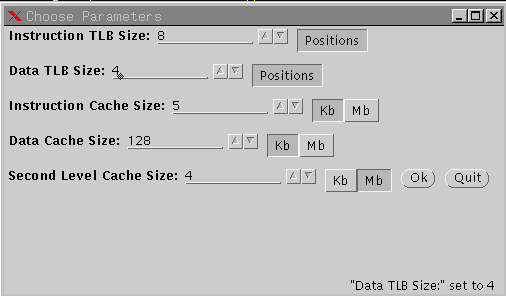 Choose Parameters
Instruction TLB Size: 8 Positions
Data TLB Size: 4 Positions
Instruction Cache Size: 5 Kb Mb
Data Cache Size: 128 Kb Mb
Second Level Cache Size: 4 Kb Mb Ok Quit
"Data TLB Size:" set to 4